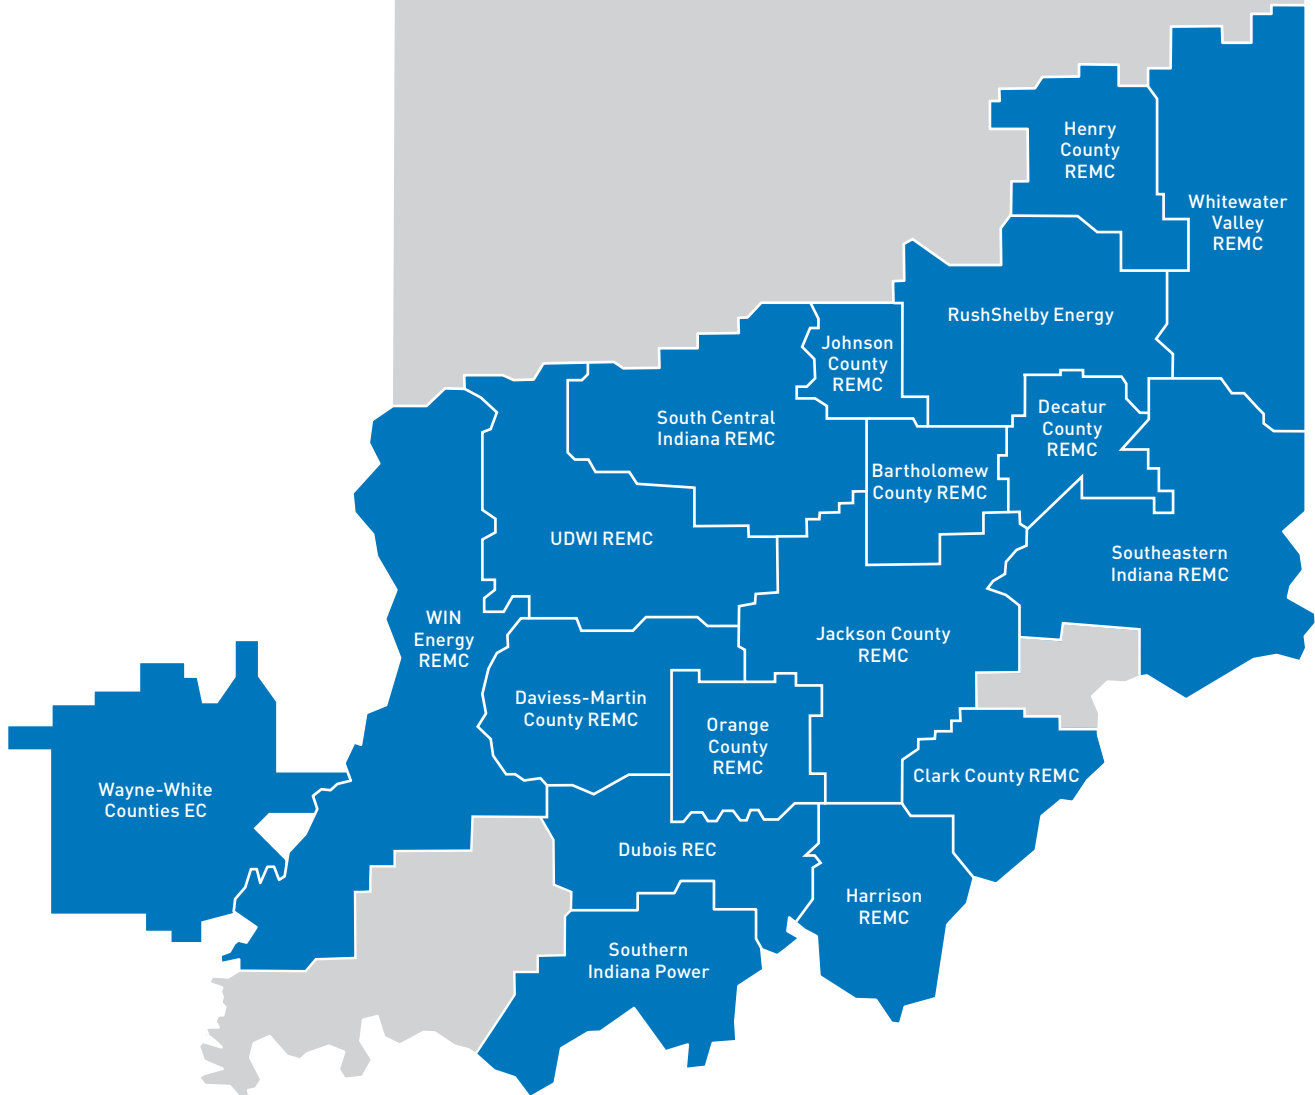 Henry
County
REMC
Whitewater
Valley
REMC
RushShelby Energy
Johnson
County
REMC
South Central
Indiana REMC
Decatur
County
REMC
Bartholomew
County REMC
UDWI REMC
Southeastern
Indiana REMC
WIN
Energy
REMC
Jackson County
REMC
Daviess-Martin
County REMC
Orange
County
REMC
Clark County REMC
Wayne-White
Counties EC
Dubois REC
Harrison
REMC
Southern
Indiana Power